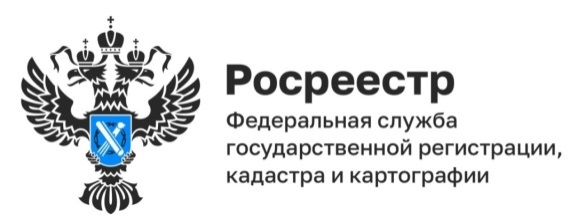 Росреестр
Федеральная служба
государственной регистрации,
кадастра и картографии